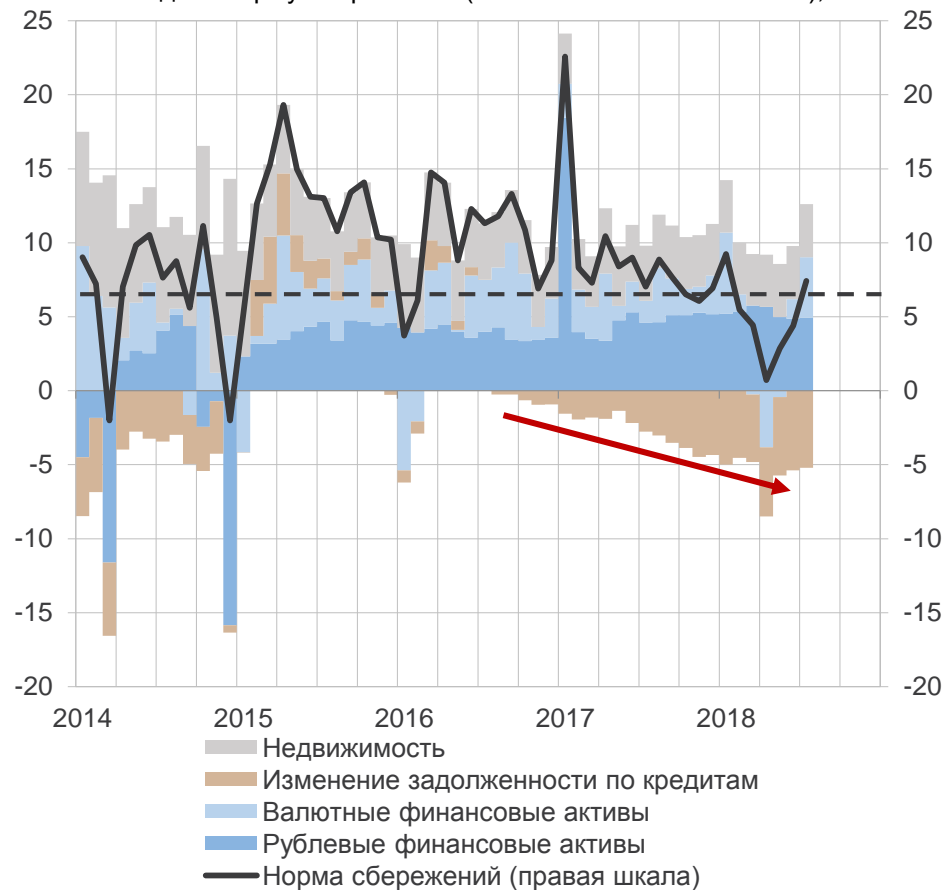 25 25
20 20
15 15
10 10
5 5
0 0
-5 -5
-10 -10
-15 -15
-20 -20
2014 2015 2016 2017 2018
Недвижимость
Изменение задолженности по кредитам
Валютные финансовые активы
Рублевые финансовые активы
Норма сбережений (правая шкала)